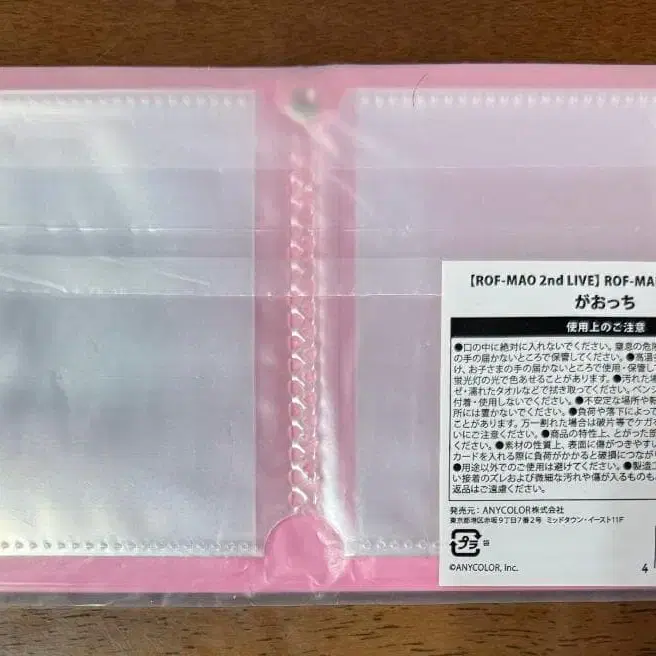 【ROF-MAO 2nd LIVE】ROF-MA
がおっち
使用上のご注意
●口の中に絶対に入れないでください。窒息の危険
の手の届かないところで保管してください。●高温
け、お子さまの手の届かないところで使用・保管して
蛍光灯の光で色あせることがあります。●汚れた場
ぜ・濡れたタオルなどで拭き取ってください。ベンジ
付着・使用しないでください。●不安定な場所や転
所には置かないでください。●負荷や落下によって
ことがあります。万一割れた場合は破片等でケガを
いにご注意ください。●商品の特性上、とがった部
●素材の性質上、表面に傷がつきやすい
カードを入れる際に負荷がかかると破損につなが
●用途以外でのご使用は避けてください。●製造
い接着のズレおよび微細な汚れや傷が入るものも
返品はご遠慮ください。
発売元：ANYCOLOR株式会社
東京都港区赤坂9丁目7番2号 ミッドタウン・イースト11F
プラ
袋
©ANYCOLOR, Inc.
4